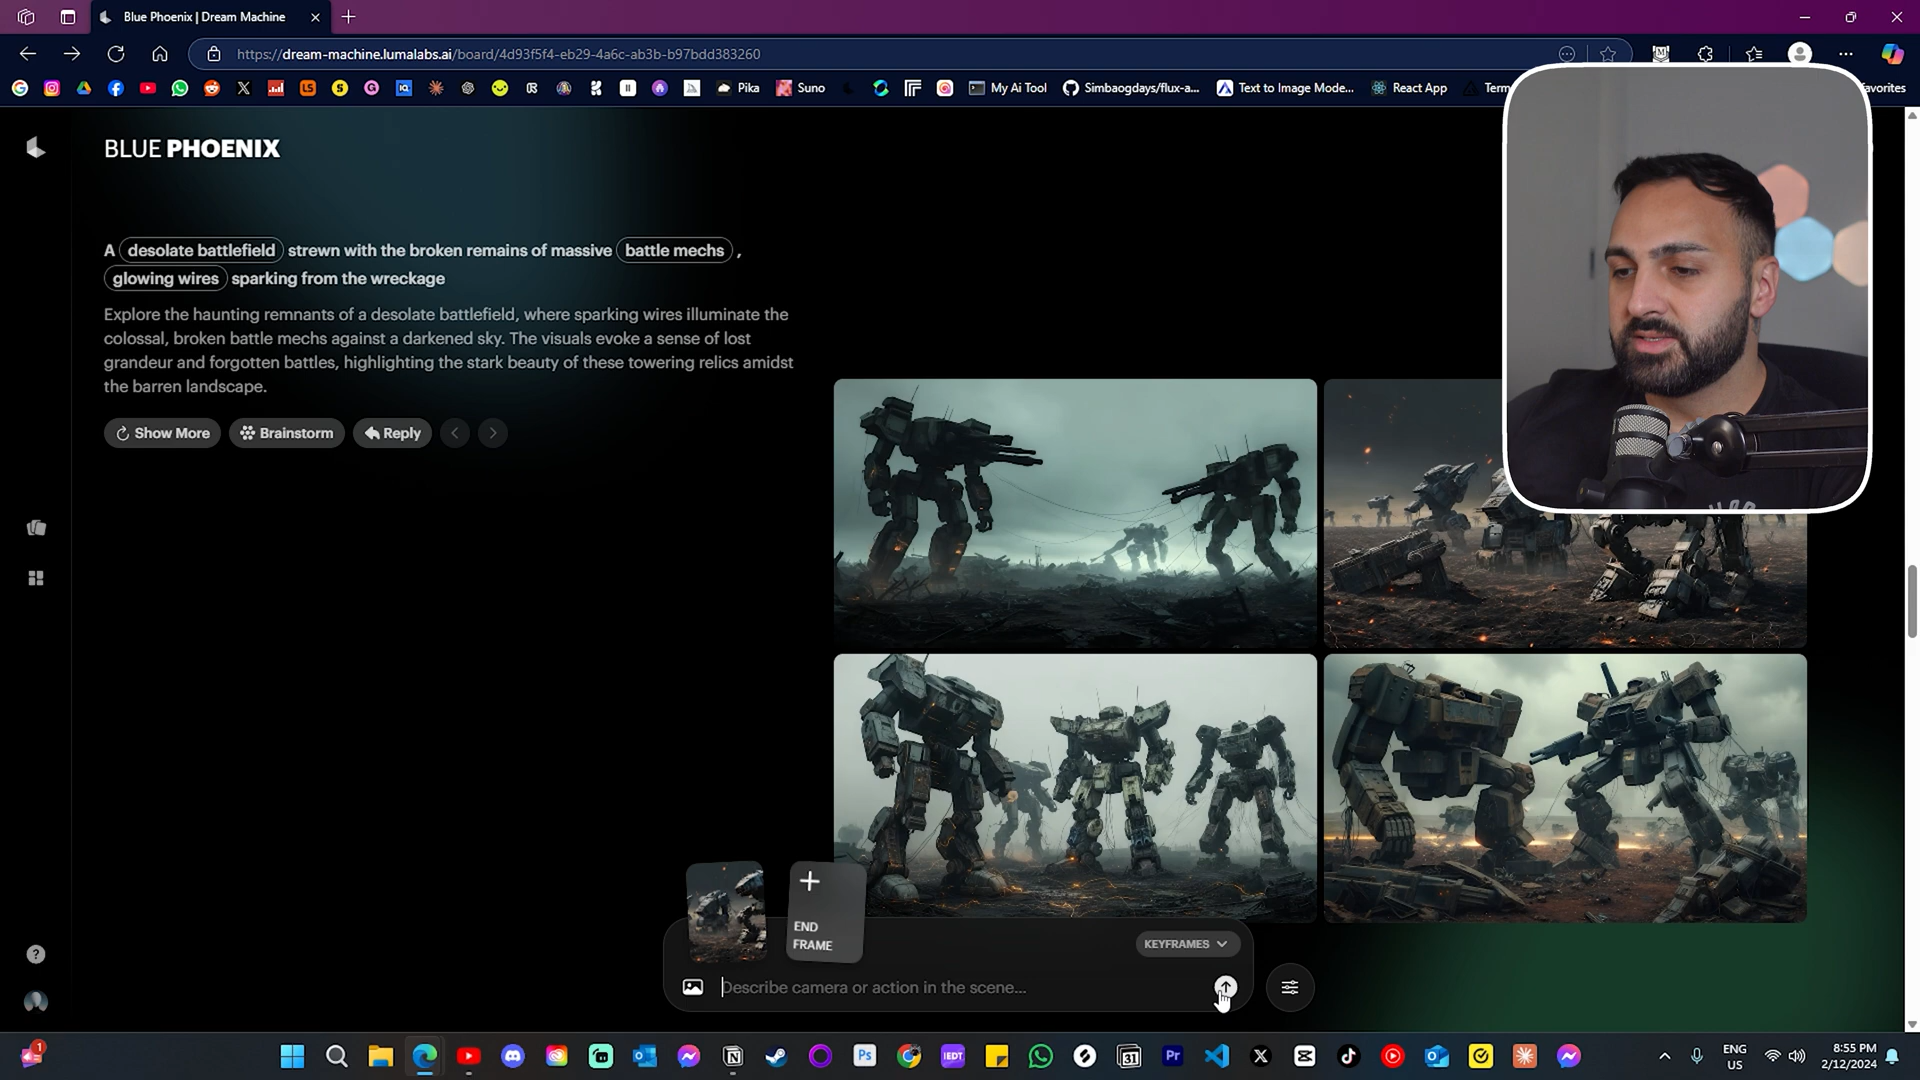 Blue Phoenix | Dream Machine
https://dream-machine.lumalabs.ai/board/4d93f5f4-eb29-4a6c-ab3b-b97bdd383260
Pika
Suno
My Ai Tool
Simbaogdays/flux-a...
Text to Image Mode...
React App
Term
avorites
BLUE PHOENIX
A desolate battlefield strewn with the broken remains of massive battle mechs ,
glowing wires sparking from the wreckage
Explore the haunting remnants of a desolate battlefield, where sparking wires illuminate the
colossal, broken battle mechs against a darkened sky. The visuals evoke a sense of lost
grandeur and forgotten battles, highlighting the stark beauty of these towering relics amidst
the barren landscape.
Show More
Brainstorm
Reply
END
FRAME
KEYFRAMES
Describe camera or action in the scene...
ENG
US
8:55 PM
2/12/2024